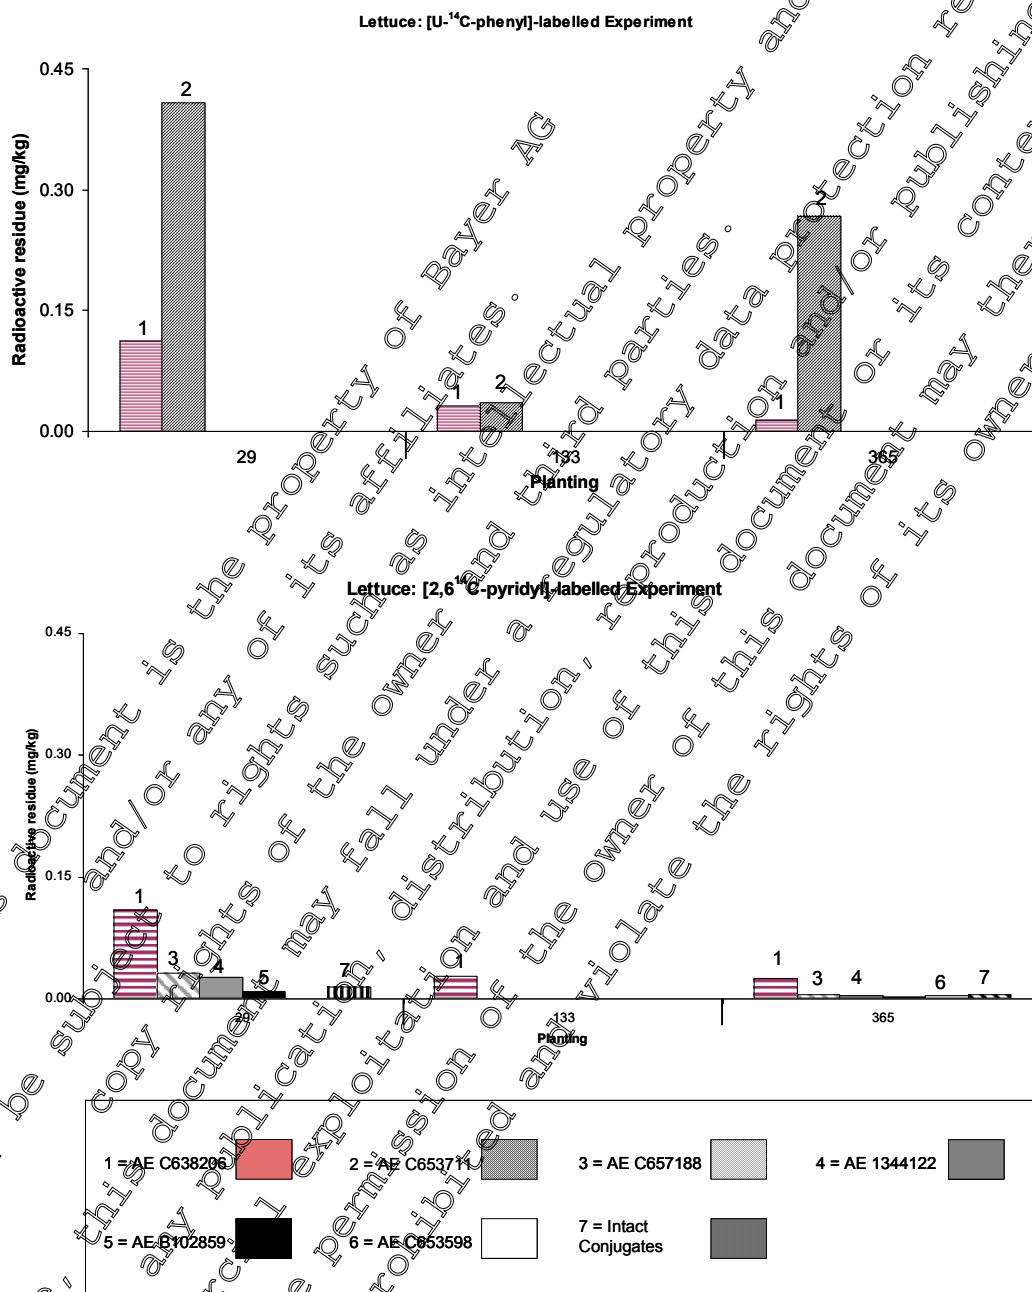 Lettuce: [U-14C-phenyl]-labelled Experiment
Radioactive residue (mg/kg)
0.45
0.30
0.15
0.00
1
2
1
2
1
2
29
133
365
Planting
Lettuce: [2,614C-pyridyl]-labelled Experiment
Radioactive residue (mg/kg)
0.45
0.30
0.15
0.00
1
3
4
5
7
1
1
3
4
6
7
29
133
365
Planting
1 = AE C638206
2 = AE C653711
3 = AE C657188
4 = AE 1344122
5 = AE B102859
6 = AE C653598
7 = Intact
Conjugates
document is the property of Bayer AG
and/or any of its affiliates.
be subject to rights such as intellectual property and
copy rights of the owner and third parties.
this document may fall under a regulatory data protection
any publication, distribution, reproduction and/or publishing
exploitation and use of this document or its
permission of the owner of this document may
and violate the rights of its owner